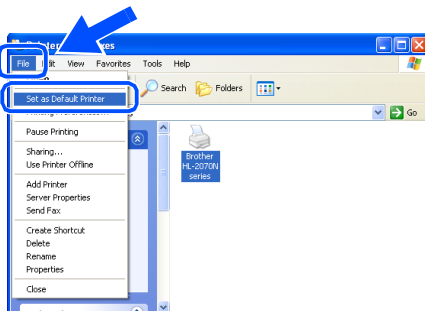 File Edit View Favorites Tools Help
Search Folders
Go
Set as Default Printer
Pause Printing
Sharing...
Use Printer Offline
Add Printer
Server Properties
Send Fax
Create Shortcut
Delete
Rename
Properties
Close
Brother
HL-2070N
series